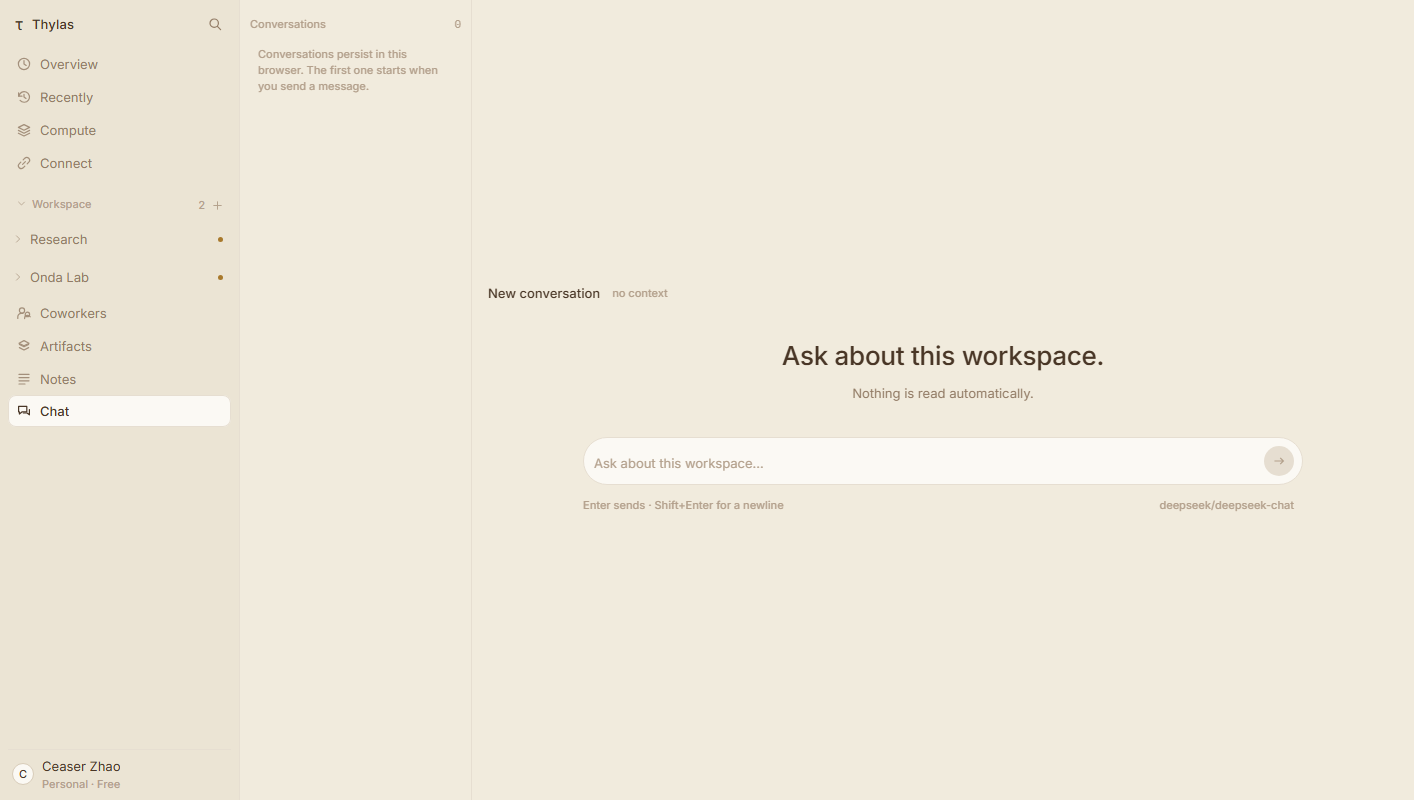 τ Thylas
Overview
Recently
Compute
Connect
Workspace 2 +
Research
Onda Lab
Coworkers
Artifacts
Notes
Chat
C
Ceaser Zhao
Personal · Free
Conversations 0
Conversations persist in this
browser. The first one starts when
you send a message.
New conversation no context
Ask about this workspace.
Nothing is read automatically.
Ask about this workspace...
Enter sends · Shift+Enter for a newline
deepseek/deepseek-chat